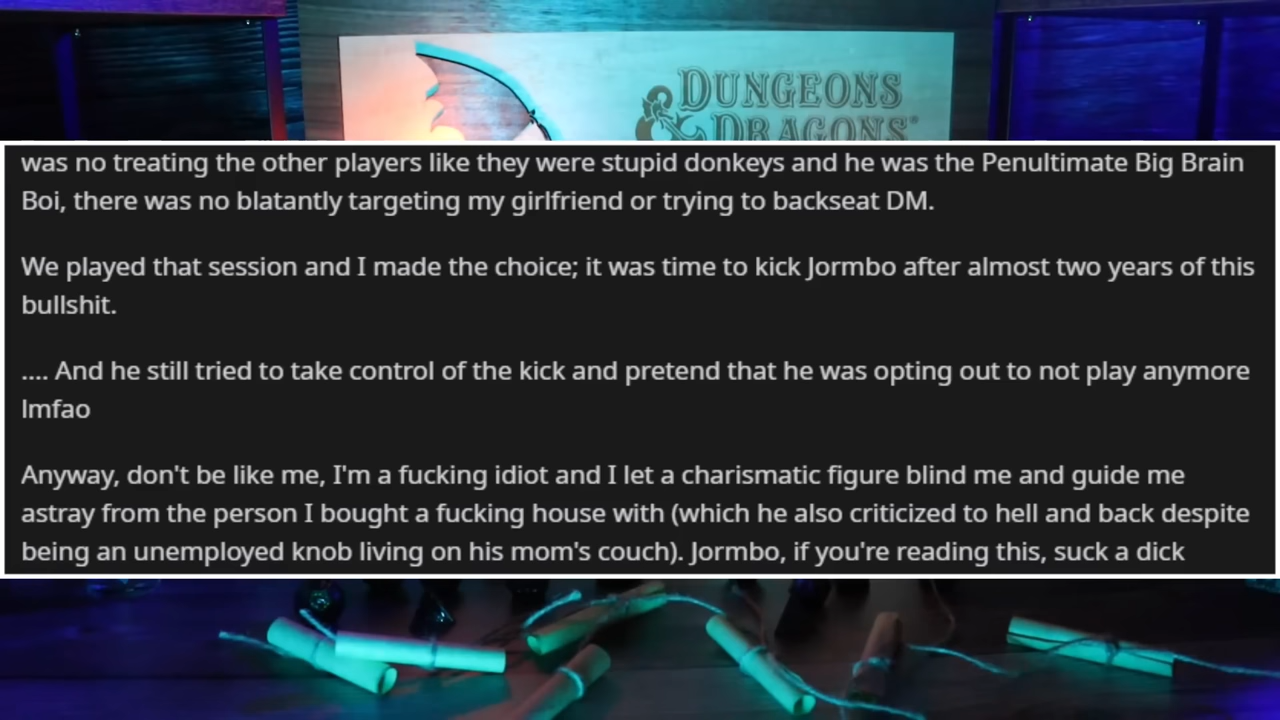 DUNGEONS
& DRAGONS®
was no treating the other players like they were stupid donkeys and he was the Penultimate Big Brain
Boi, there was no blatantly targeting my girlfriend or trying to backseat DM.
We played that session and I made the choice; it was time to kick Jormbo after almost two years of this
bullshit.
.... And he still tried to take control of the kick and pretend that he was opting out to not play anymore
lmfao
Anyway, don't be like me, I'm a fucking idiot and I let a charismatic figure blind me and guide me
astray from the person I bought a fucking house with (which he also criticized to hell and back despite
being an unemployed knob living on his mom's couch). Jormbo, if you're reading this, suck a dick